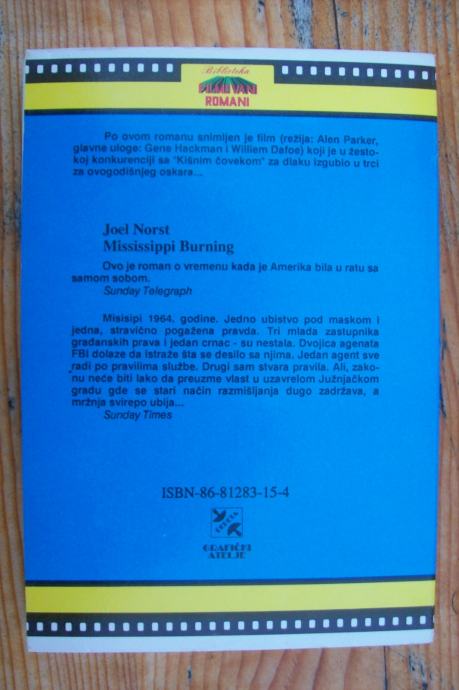 Biblioteka
FILMOVANI
ROMANI
Po ovom romanu snimljen je film (režija: Alen Parker,
glavne uloge: Gene Hackman i Williem Dafoe) koji je u žesto-
koj konkurenciji sa "Kišnim čovekom" za dlaku izgubio u trci
za ovogodišnjeg oskara...
Joel Norst
Mississippi Burning
Ovo je roman o vremenu kada je Amerika bila u ratu sa
samom sobom.
Sunday Telegraph
Misisipi 1964. godine. Jedno ubistvo pod maskom i
jedna, stravično pogažena pravda. Tri mlada zastupnika
građanskih prava i jedan crnac - su nestala. Dvojica agenata
FBI dolaze da istraže šta se desilo sa njima. Jedan agent sve
radi po pravilima službe. Drugi sam stvara pravila. Ali, zako-
nu neće biti lako da preuzme vlast u uzavrelom Južnjačkom
gradu gde se stari način razmišljanja dugo zadržava, a
mržnja svirepo ubija...
Sunday Times
ISBN-86-81283-15-4
GRAFIČKI
ATELJE